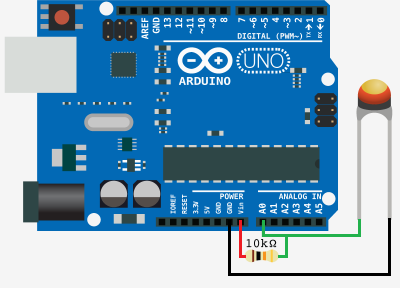 AREF
GND
13
12
~11
~10
~9
8
7
~6
~5
4
~3
2
TX→1
RX←0
DIGITAL (PWM~)
UNO
ARDUINO
POWER
ANALOG IN
IOREF
RESET
3.3V
5V
GND
GND
Vin
A0
A1
A2
A3
A4
A5
10kΩ